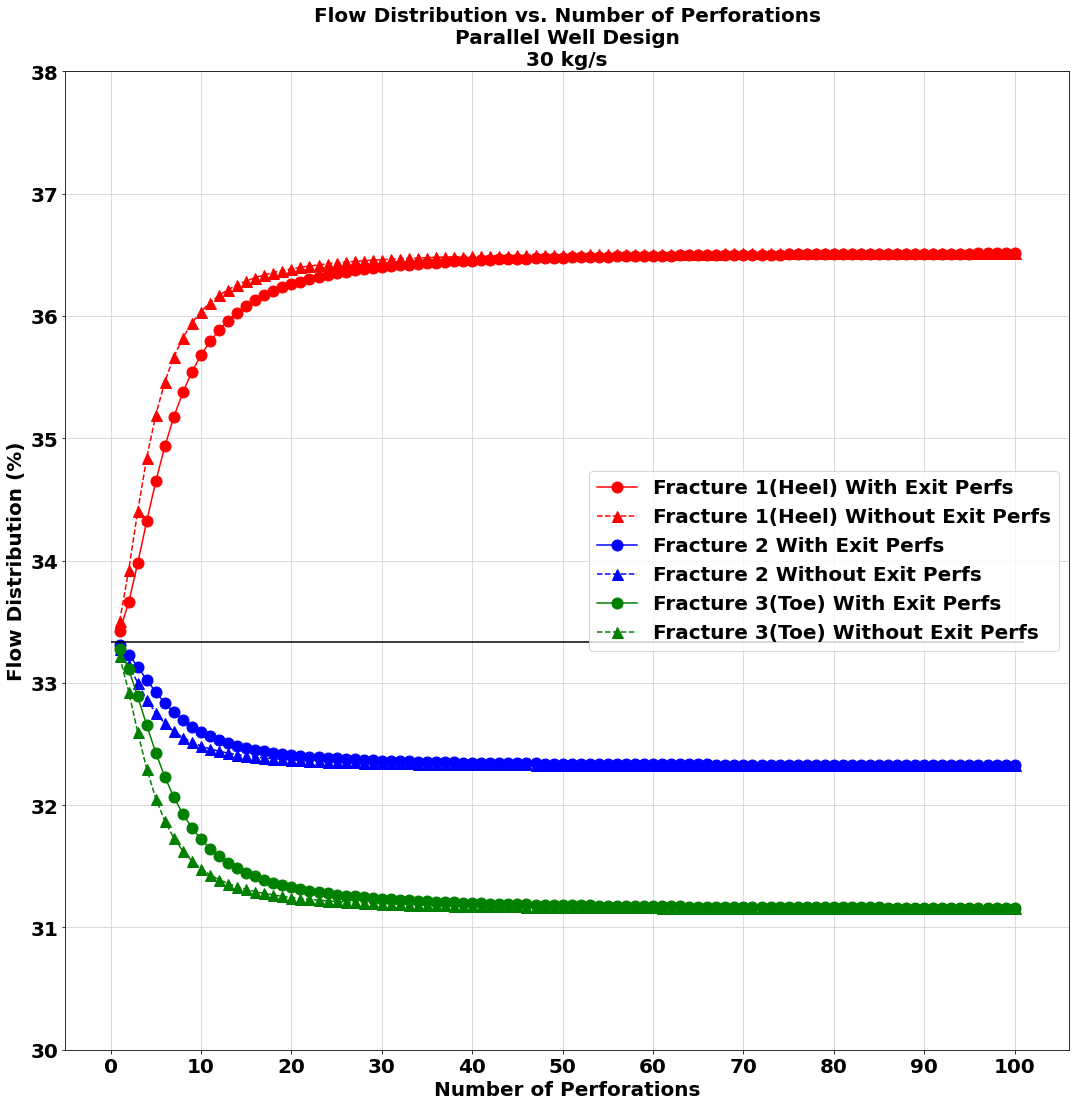 Flow Distribution vs. Number of Perforations
Parallel Well Design
30 kg/s
38
37
36
35
34
33
32
31
30
Flow Distribution (%)
Fracture 1(Heel) With Exit Perfs
Fracture 1(Heel) Without Exit Perfs
Fracture 2 With Exit Perfs
Fracture 2 Without Exit Perfs
Fracture 3(Toe) With Exit Perfs
Fracture 3(Toe) Without Exit Perfs
0 10 20 30 40 50 60 70 80 90 100
Number of Perforations